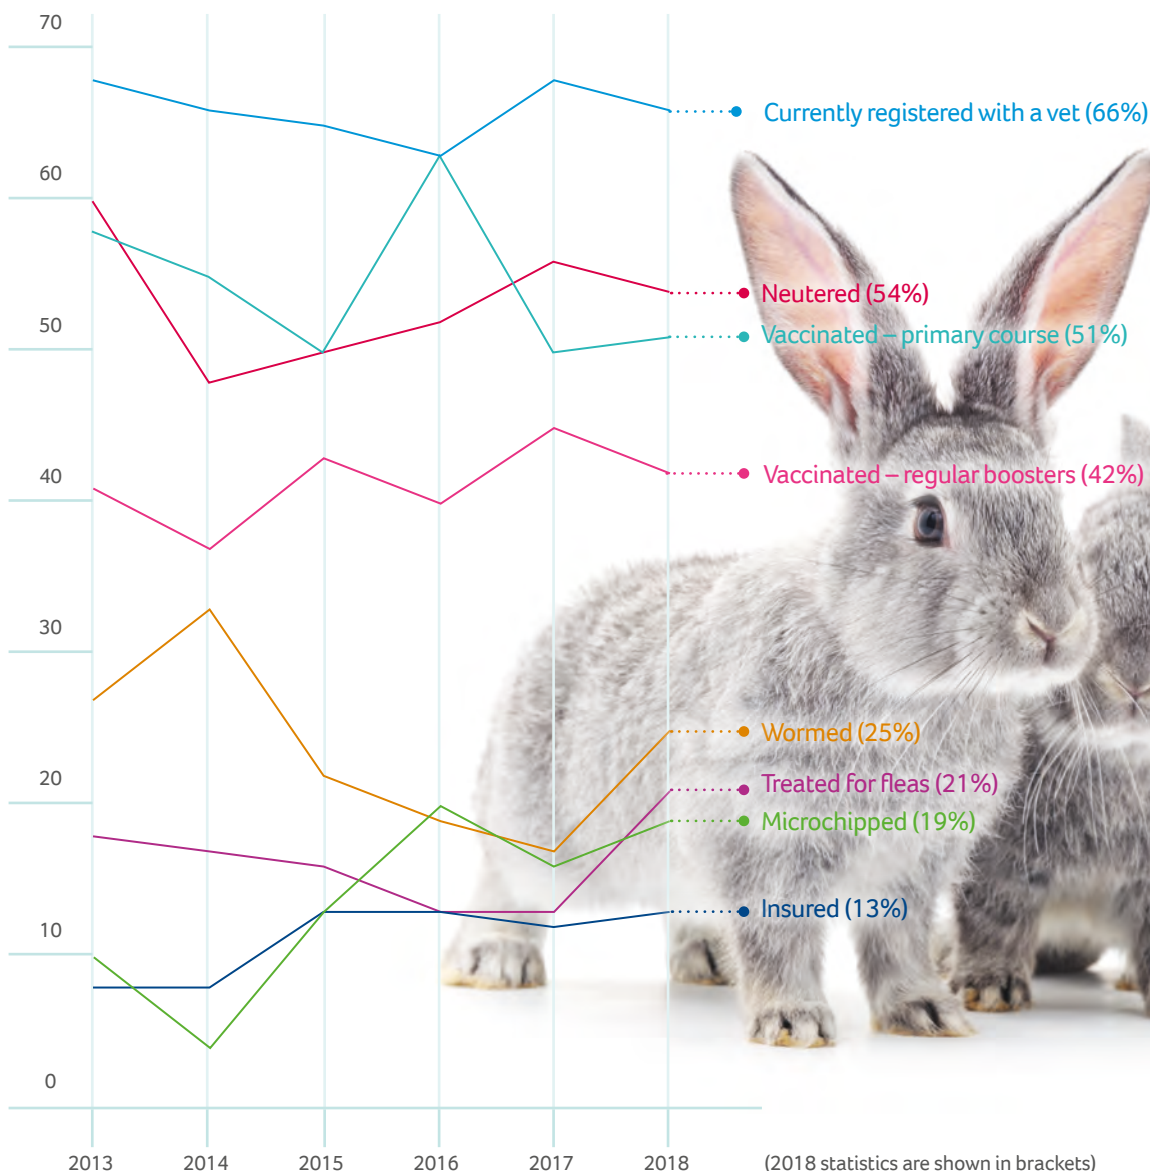 70
60
50
40
30
20
10
0
Currently registered with a vet (66%)
Neutered (54%)
Vaccinated – primary course (51%)
Vaccinated – regular boosters (42%)
Wormed (25%)
Treated for fleas (21%)
Microchipped (19%)
Insured (13%)
2013 2014 2015 2016 2017 2018 (2018 statistics are shown in brackets)